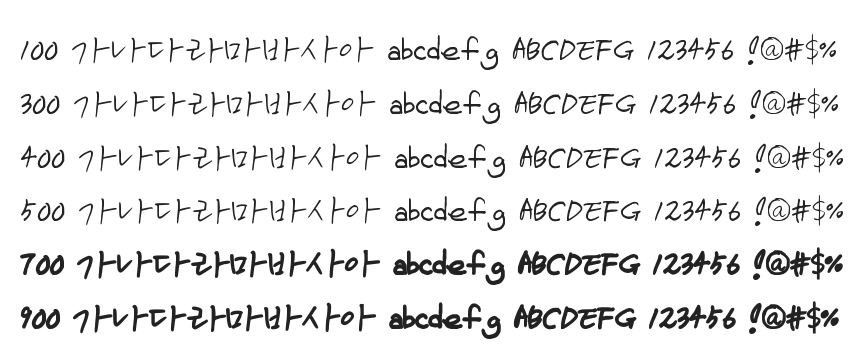 100 가나다라마바사아 abcdefg ABCDEFG 123456 !@#$%
300 가나다라마바사아 abcdefg ABCDEFG 123456 !@#$%
400 가나다라마바사아 abcdefg ABCDEFG 123456 !@#$%
500 가나다라마바사아 abcdefg ABCDEFG 123456 !@#$%
700 가나다라마바사아 abcdefg ABCDEFG 123456 !@#$%
900 가나다라마바사아 abcdefg ABCDEFG 123456 !@#$%